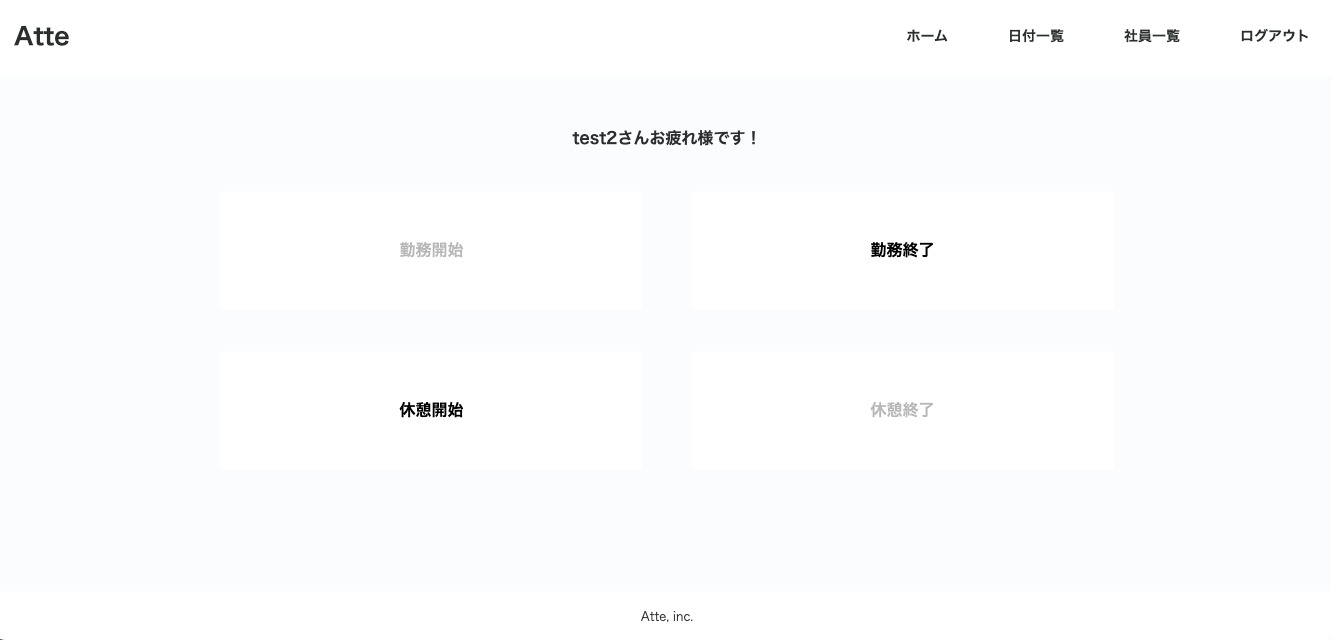 Atte
ホーム 日付一覧 社員一覧 ログアウト
test2さんお疲れ様です！
勤務開始 勤務終了
休憩開始 休憩終了
Atte, inc.